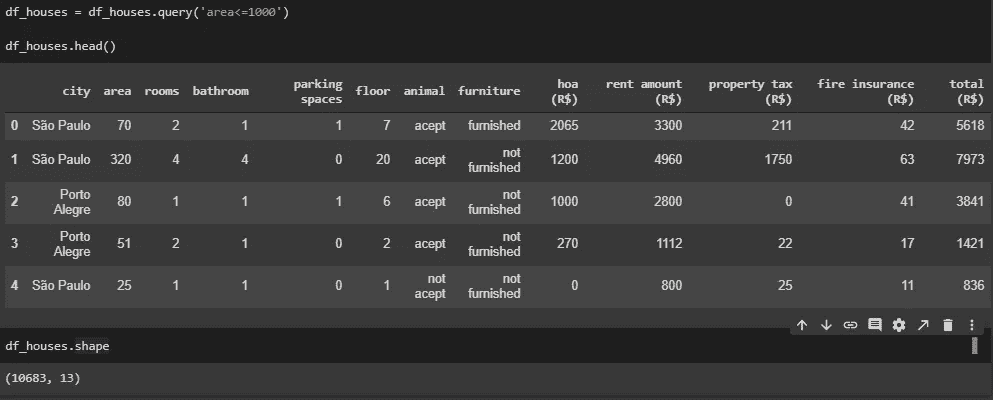 df_houses = df_houses.query('area<=1000')
df_houses.head()
city area rooms bathroom parking spaces floor animal furniture hoa (R$) rent amount (R$) property tax (R$) fire insurance (R$) total (R$)
0 São Paulo 70 2 1 1 7 acept furnished 2065 3300 211 42 5618
1 São Paulo 320 4 4 0 20 acept not furnished 1200 4960 1750 63 7973
2 Porto Alegre 80 1 1 1 6 acept not furnished 1000 2800 0 41 3841
3 Porto Alegre 51 2 1 0 2 acept not furnished 270 1112 22 17 1421
4 São Paulo 25 1 1 0 1 not acept not furnished 0 800 25 11 836
df_houses.shape
(10683, 13)